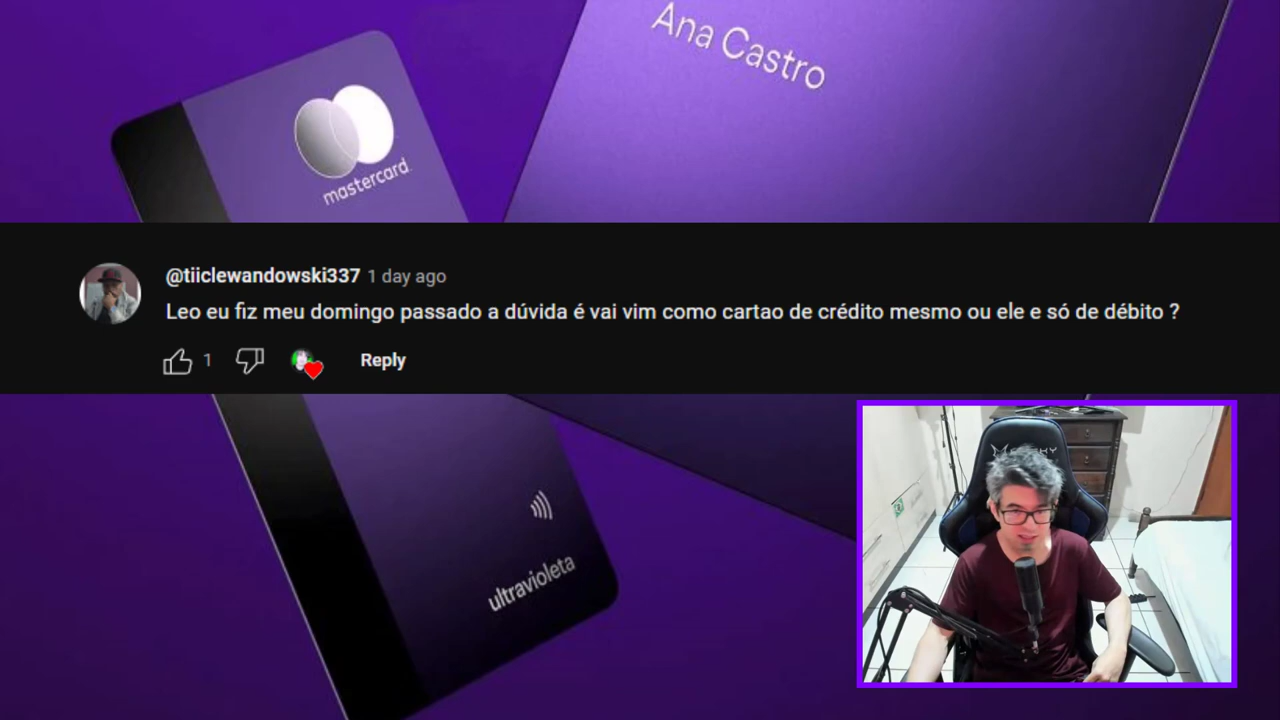 Ana Castro
mastercard.
@tiiclewandowski337 1 day ago
Leo eu fiz meu domingo passado a dúvida é vai vim como cartao de crédito mesmo ou ele e só de débito ?
1
Reply
ultravioleta